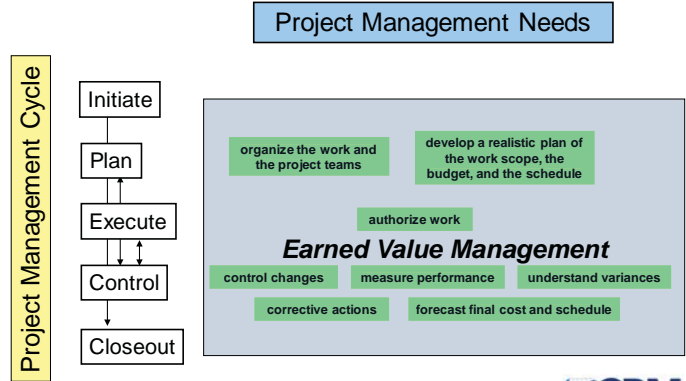 Project Management Needs
Project Management Cycle
Initiate
Plan
Execute
Control
Closeout
organize the work and
the project teams
develop a realistic plan of
the work scope, the
budget, and the schedule
authorize work
Earned Value Management
control changes
measure performance
understand variances
corrective actions
forecast final cost and schedule